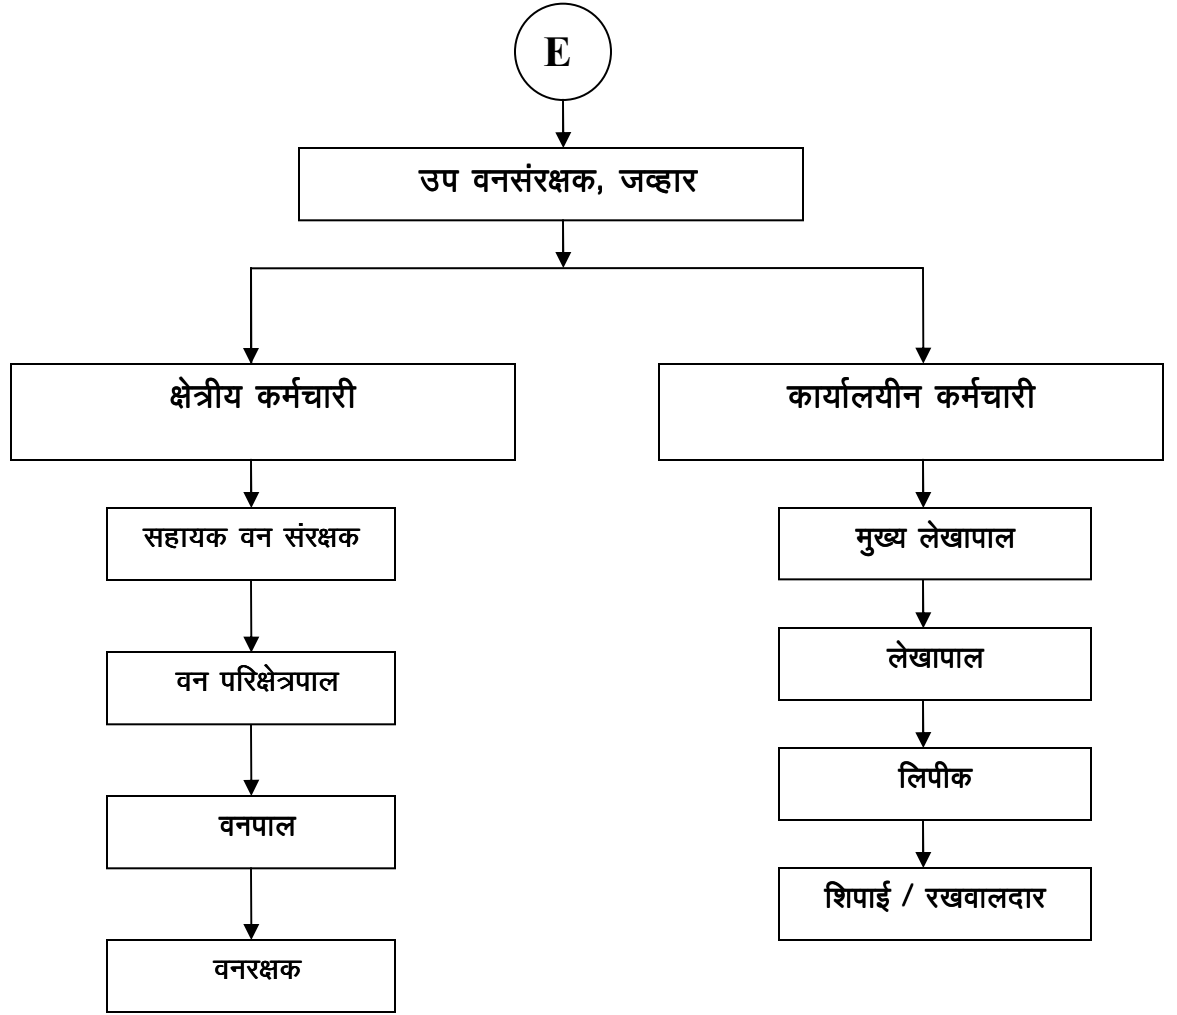 E
उप वनसंरक्षक, जव्हार
क्षेत्रीय कर्मचारी
कार्यालयीन कर्मचारी
सहायक वन संरक्षक
मुख्य लेखापाल
वन परिक्षेत्रपाल
लेखापाल
वनपाल
लिपीक
वनरक्षक
शिपाई / रखवालदार